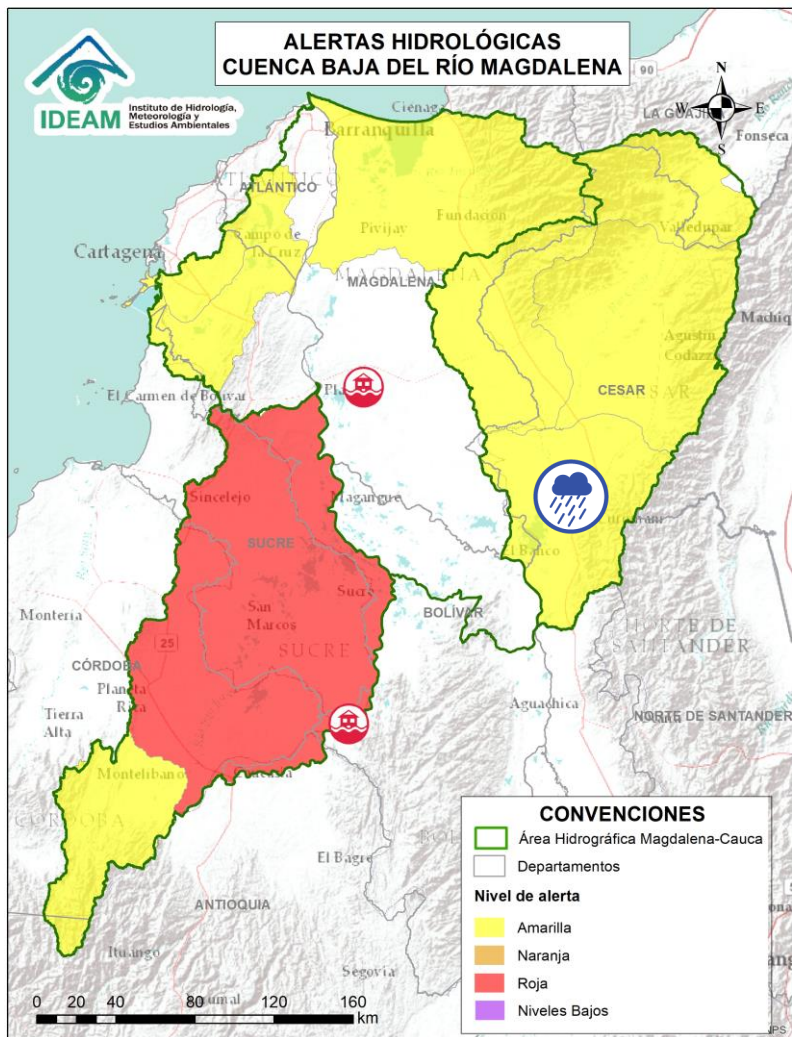 ALERTAS HIDROLÓGICAS
CUENCA BAJA DEL RÍO MAGDALENA
IDEAM
Instituto de Hidrología,
Meteorología y
Estudios Ambientales
90
N
W
E
S
Ciénaga
Barranquilla
LA GUAJIRA
Fonseca
ATLÁNTICO
Pivijay
Fundación
Valledupar
Campo de
la Cruz
Cartagena
MAGDALENA
MAGDALENA
Agustín
Codazzi
CESAR
El Carmen de Bolívar
Sincelejo
Magangue
SUCRE
El Banco
Sucre
San
Marcos
BOLÍVAR
SUCRE
Montería
25
CÓRDOBA
Planeta
Rica
Tierra
Alta
NORTE DE
SANTANDER
Aguachica
NORTE DE SANTANDER
Montelíbano
CÓRDOBA
El Bagre
ANTIOQUIA
Ituango
Segovia
CONVENCIONES
Área Hidrográfica Magdalena-Cauca
Departamentos
Nivel de alerta
Amarilla
Naranja
Roja
Niveles Bajos
0 20 40 80 120 160
km